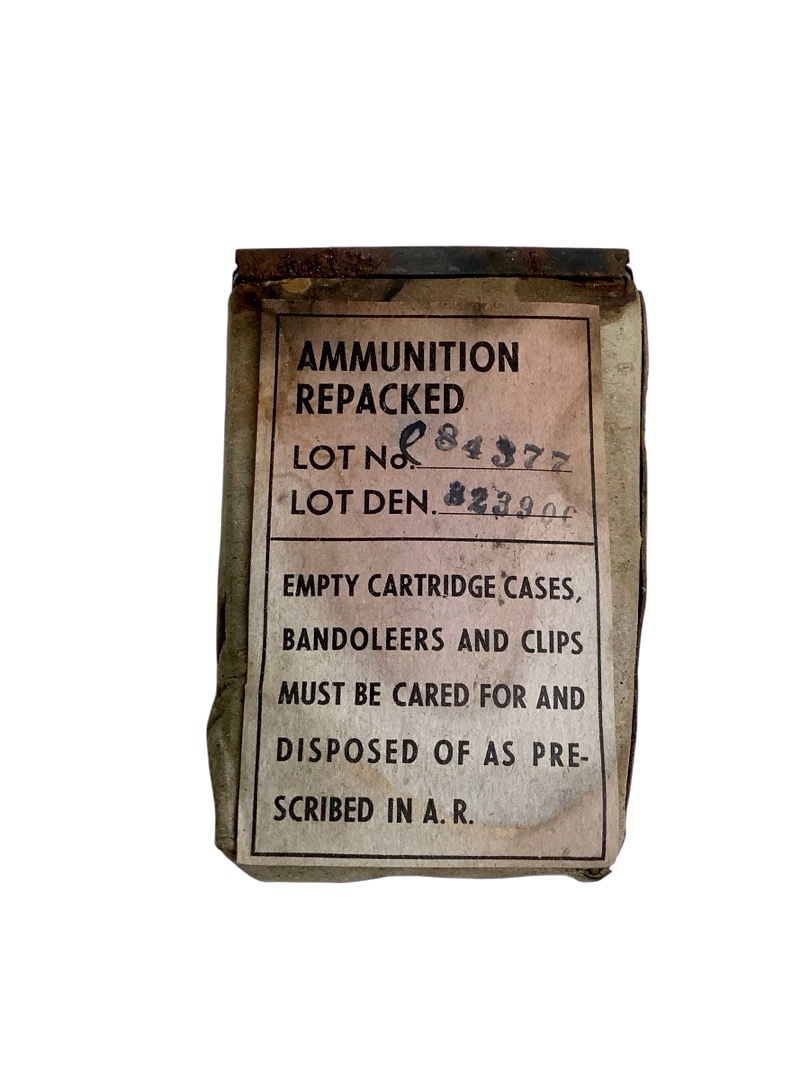 AMMUNITION
REPACKED
LOT No. 84377
LOT DEN.
EMPTY CARTRIDGE CASES,
BANDOLEERS AND CLIPS
MUST BE CARED FOR AND
DISPOSED OF AS PRE-
SCRIBED IN A. R.